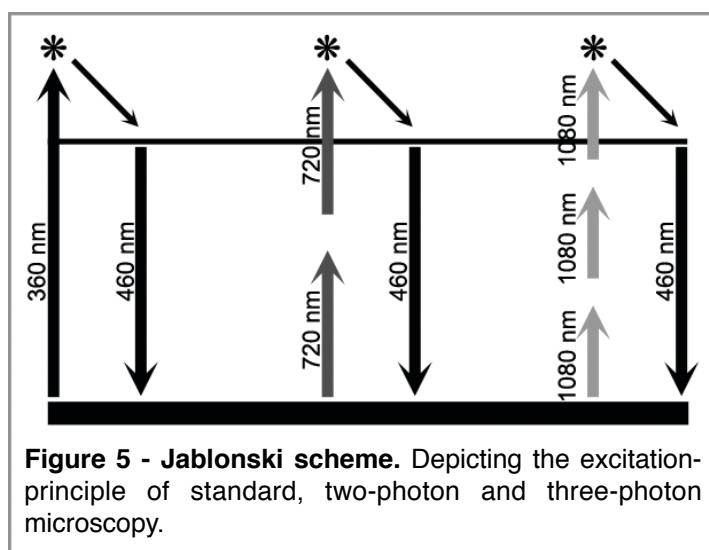 360 nm
460 nm
720 nm
720 nm
460 nm
1080 nm
1080 nm
1080 nm
460 nm
Figure 5 - Jablonski scheme. Depicting the excitation-
principle of standard, two-photon and three-photon
microscopy.